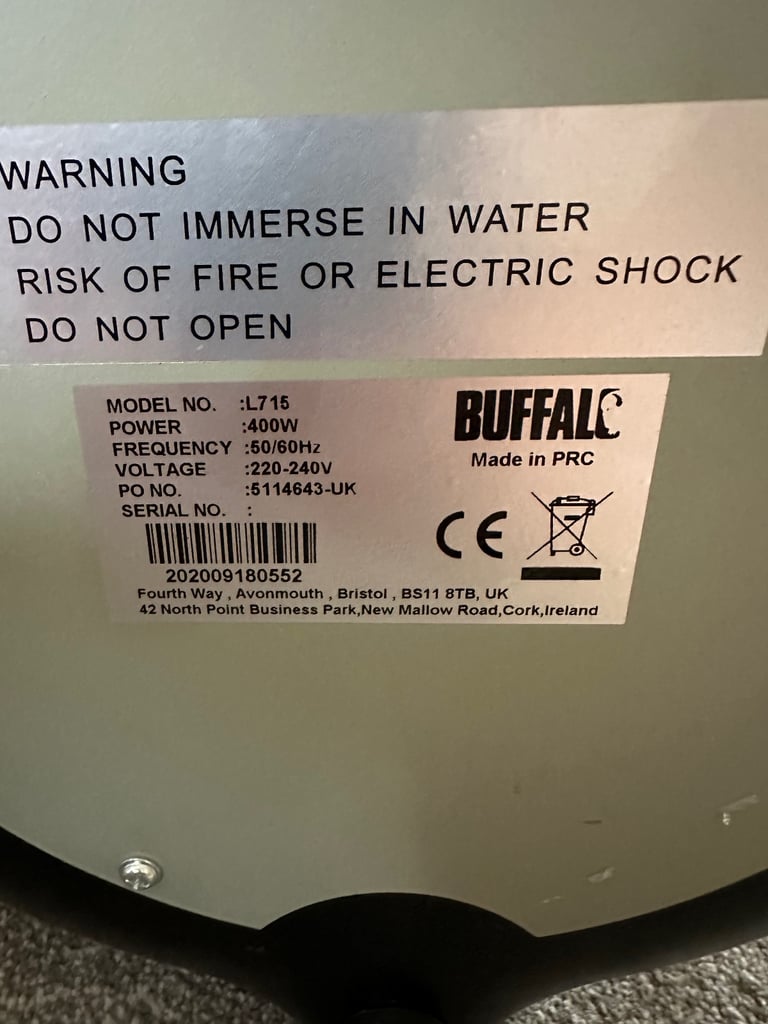 WARNING
DO NOT IMMERSE IN WATER
RISK OF FIRE OR ELECTRIC SHOCK
DO NOT OPEN
MODEL NO. :L715
POWER :400W
FREQUENCY :50/60Hz
VOLTAGE :220-240V
PO NO. :5114643-UK
SERIAL NO. :
202009180552
BUFFALO
Made in PRC
CE
Fourth Way , Avonmouth , Bristol , BS11 8TB, UK
42 North Point Business Park,New Mallow Road,Cork,Ireland